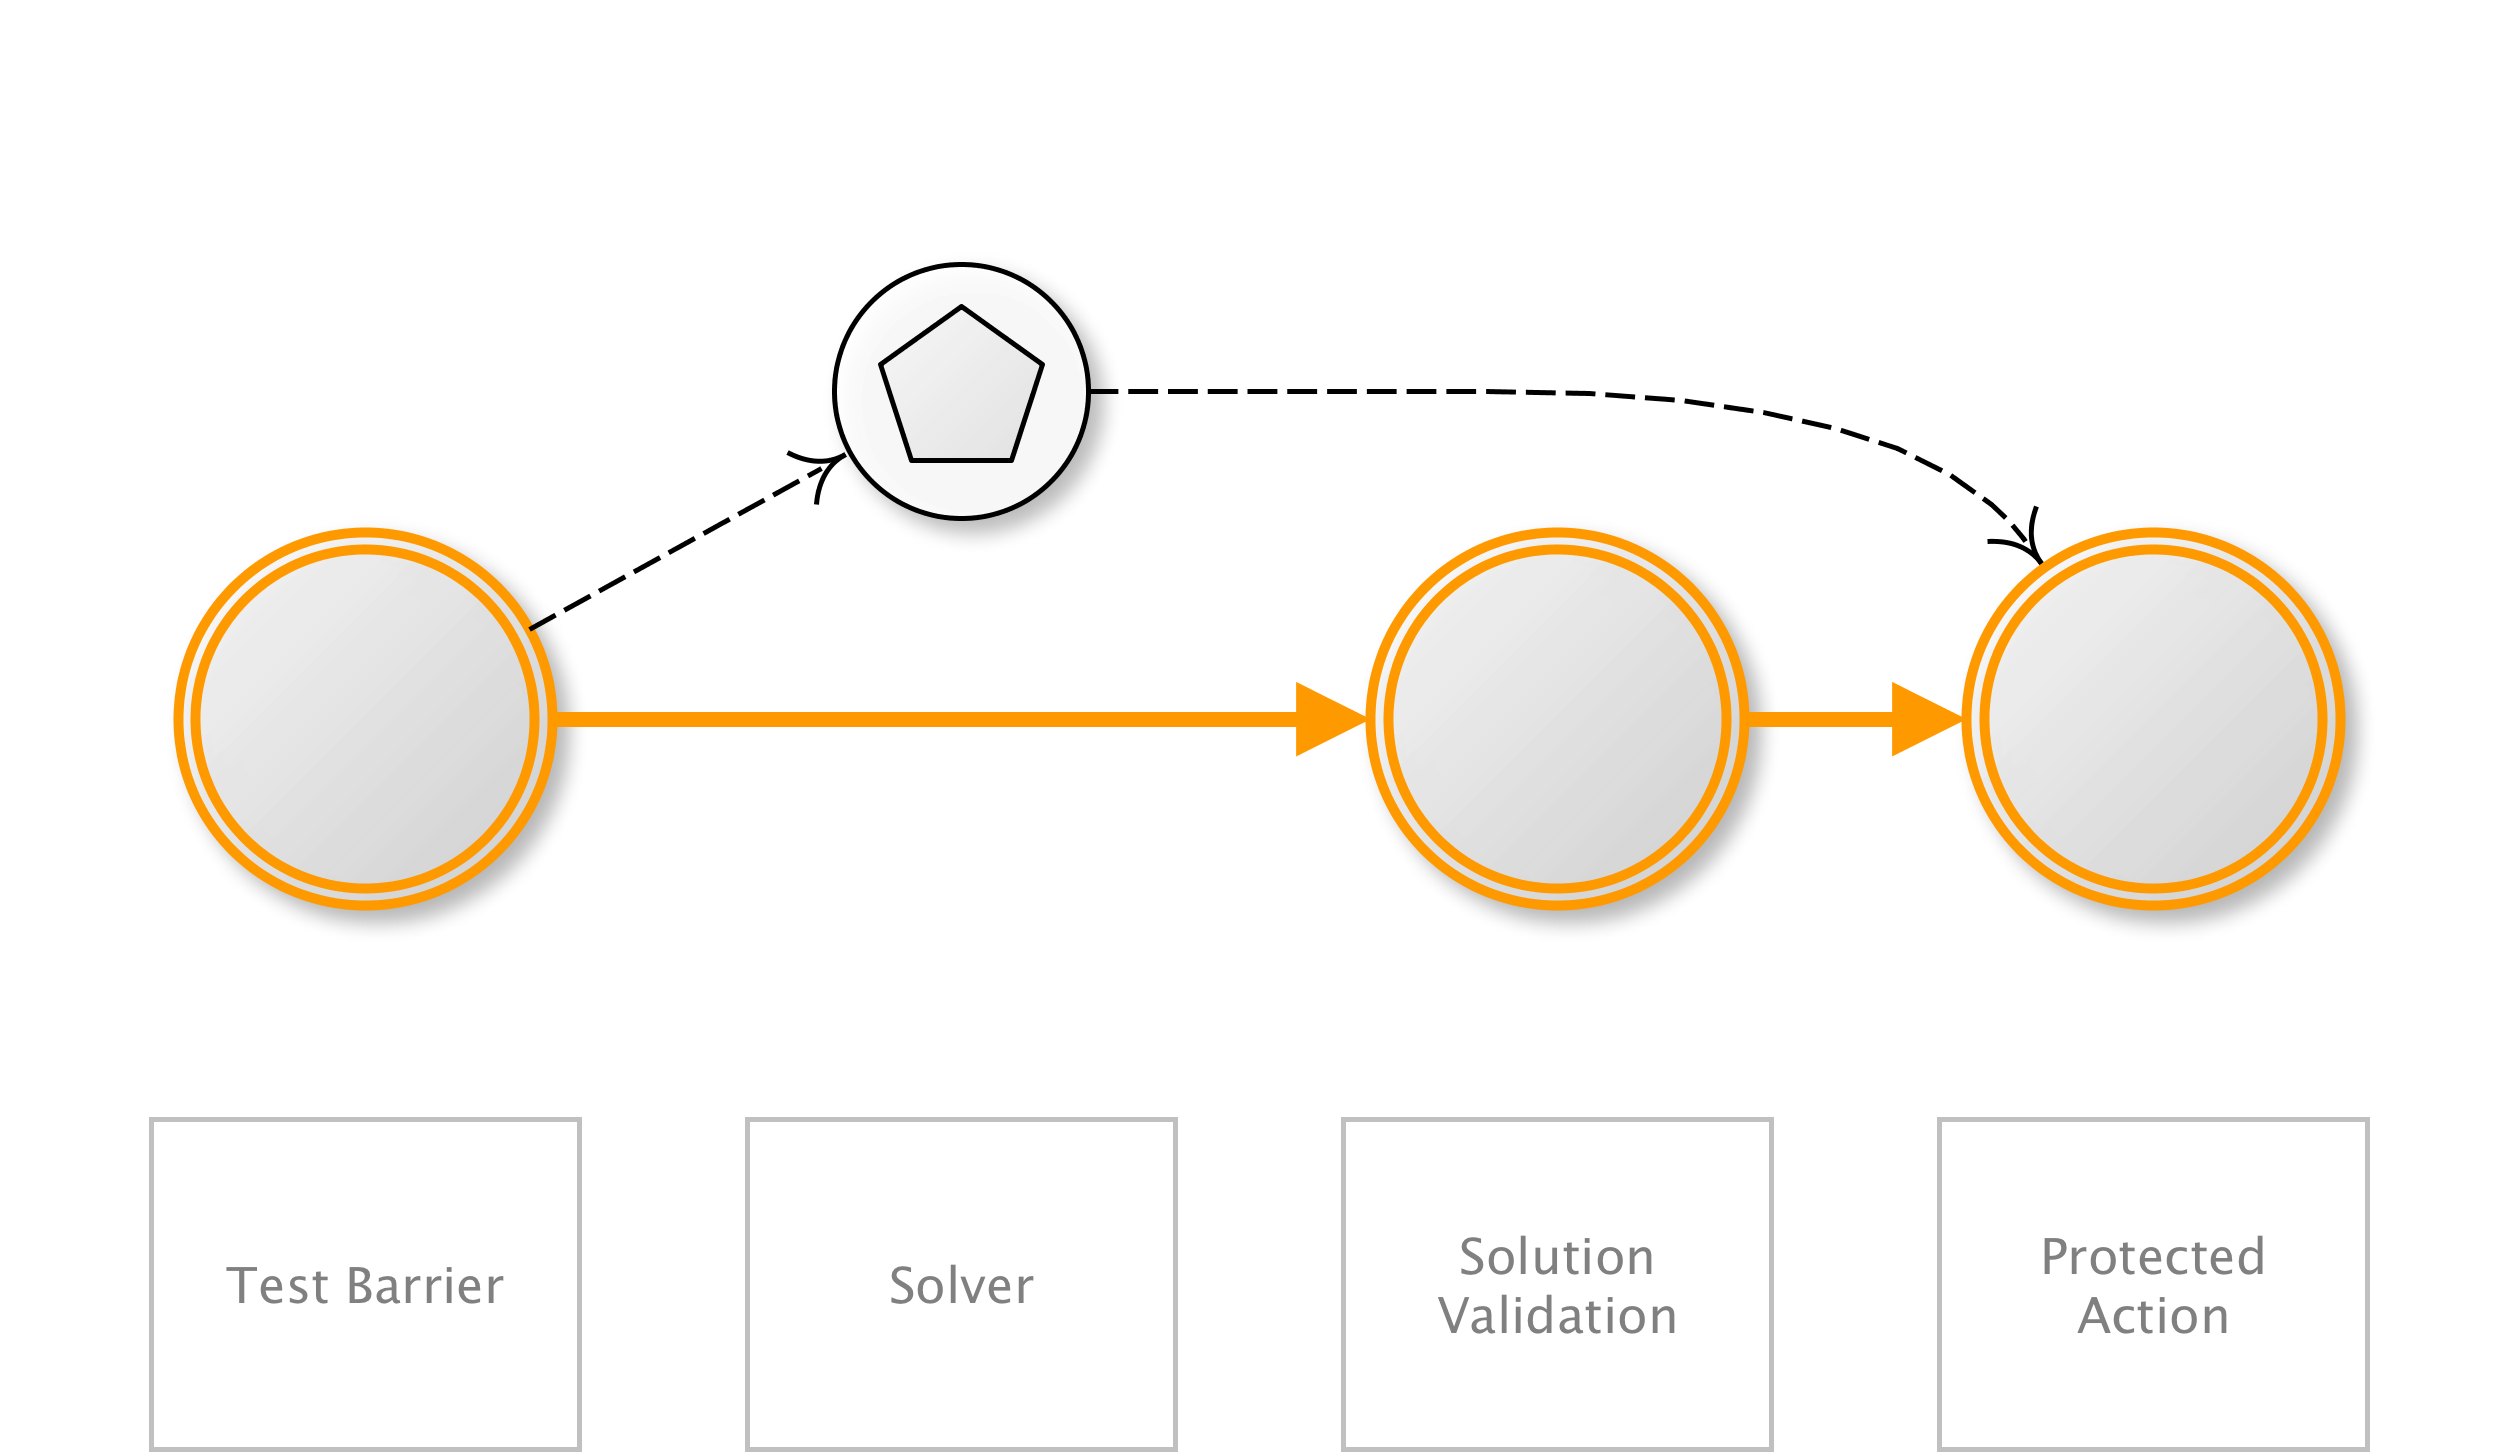 Test Barrier
Solver
Solution
Validation
Protected
Action